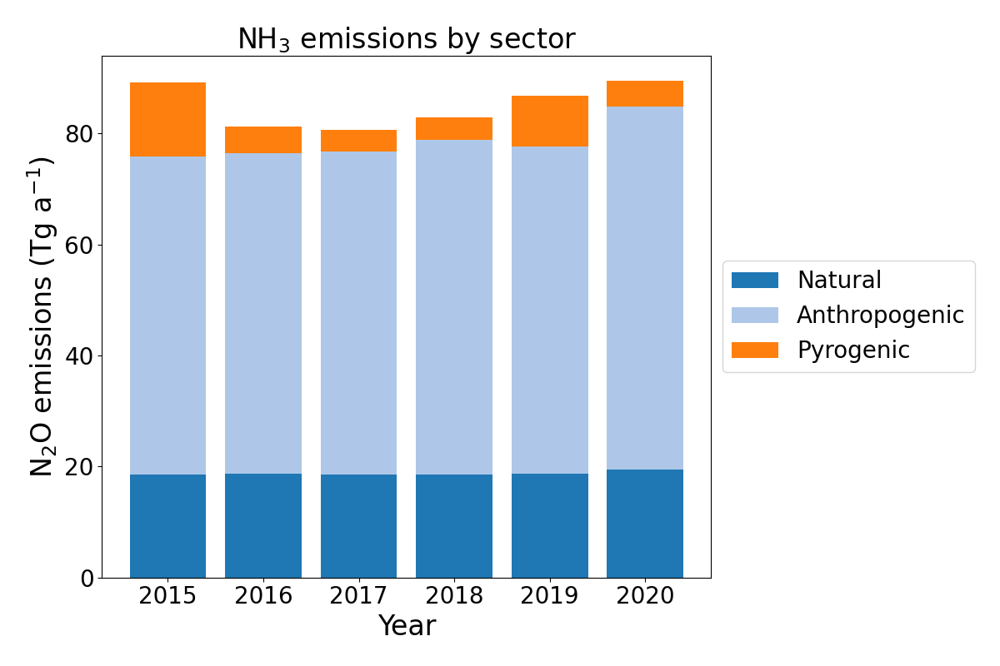 NH₃ emissions by sector
N₂O emissions (Tg a⁻¹)
80
60
40
20
0
2015 2016 2017 2018 2019 2020
Year
Natural
Anthropogenic
Pyrogenic